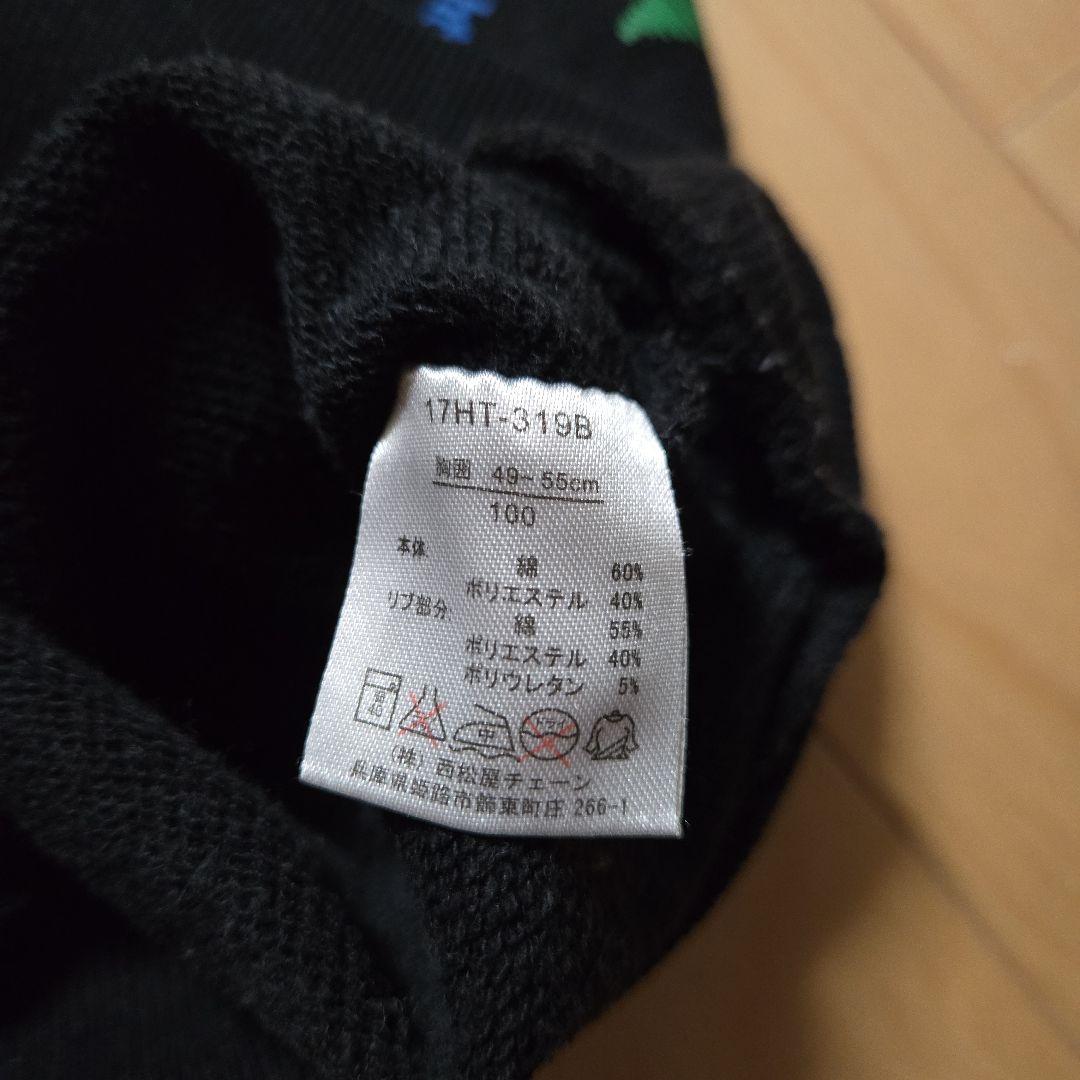 17HT-319B
胸囲 49-55cm
100
本体 綿 60%
ポリエステル 40%
リブ部分 綿 55%
ポリエステル 40%
ポリウレタン 5%
中 ドライ
(株) 西松屋チェーン
兵庫県姫路市飾東町庄 266-1